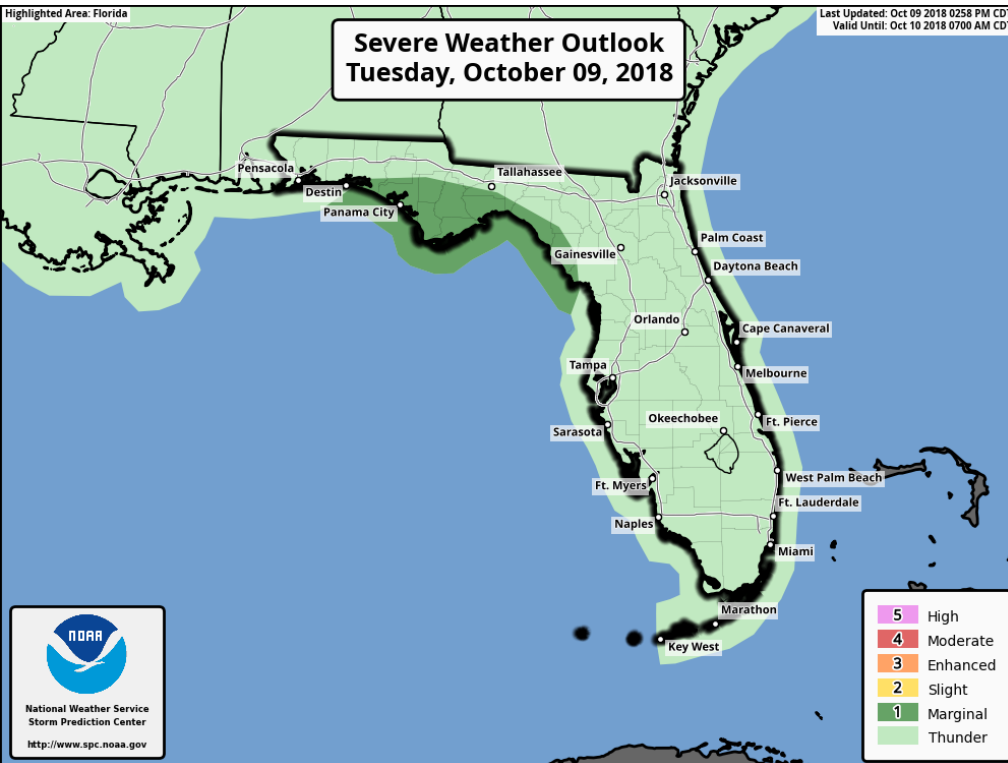 Highlighted Area: Florida
Last Updated: Oct 09 2018 0258 PM CDT
Valid Until: Oct 10 2018 0700 AM CDT
Severe Weather Outlook
Tuesday, October 09, 2018
Pensacola
Tallahassee
Destin
Jacksonville
Panama City
Palm Coast
Gainesville
Daytona Beach
Orlando
Cape Canaveral
Tampa
Melbourne
Okeechobee
Ft. Pierce
Sarasota
West Palm Beach
Ft. Myers
Ft. Lauderdale
Naples
Miami
Marathon
Key West
NOAA
National Weather Service
Storm Prediction Center
http://www.spc.noaa.gov
5 High
4 Moderate
3 Enhanced
2 Slight
1 Marginal
Thunder